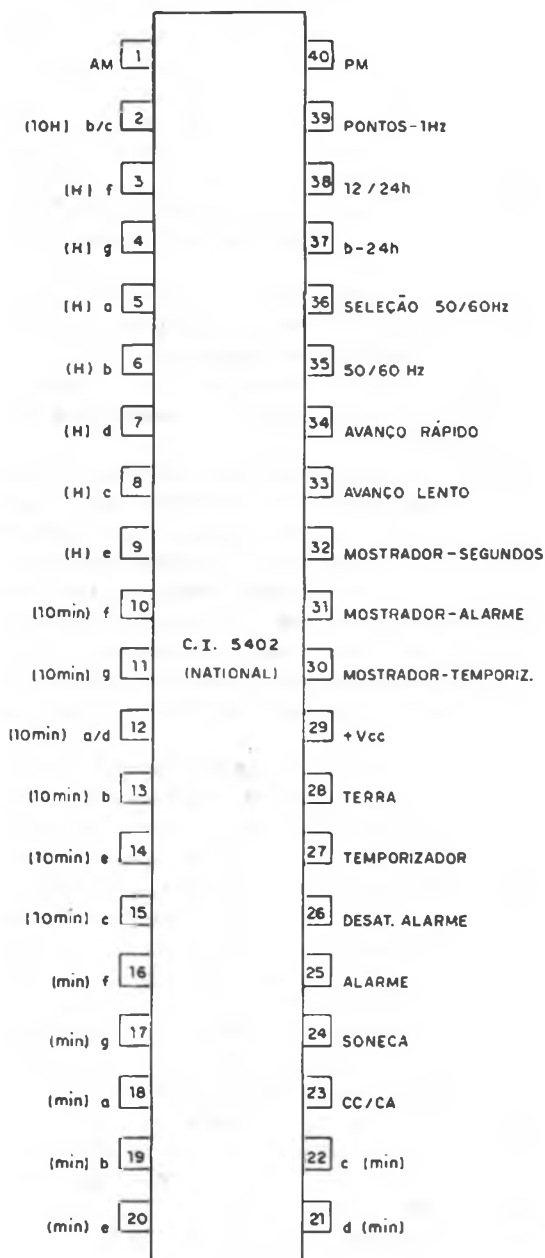 AM 1
40 PM
(10H) b/c 2
39 PONTOS-1Hz
(H) f 3
38 12/24h
(H) g 4
37 b-24h
(H) a 5
36 SELEÇÃO 50/60Hz
(H) b 6
35 50/60 Hz
(H) d 7
34 AVANÇO RÁPIDO
(H) c 8
33 AVANÇO LENTO
(H) e 9
32 MOSTRADOR-SEGUNDOS
(10min) f 10
31 MOSTRADOR-ALARME
C.I. 5402
(NATIONAL)
(10min) g 11
30 MOSTRADOR-TEMPORIZ.
(10min) a/d 12
29 +Vcc
(10min) b 13
28 TERRA
(10min) e 14
27 TEMPORIZADOR
(10min) c 15
26 DESAT. ALARME
(min) f 16
25 ALARME
(min) g 17
24 SONECA
(min) a 18
23 CC/CA
(min) b 19
22 c (min)
(min) e 20
21 d (min)